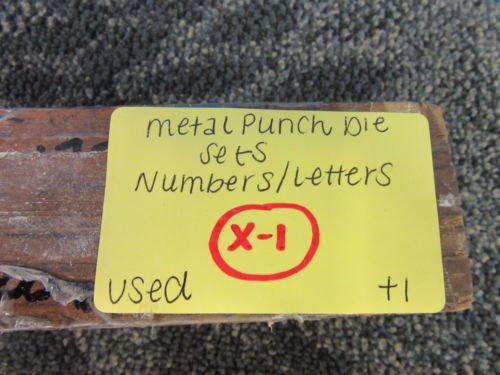 Metal Punch Die
Sets
Numbers/Letters
X-1
used +1